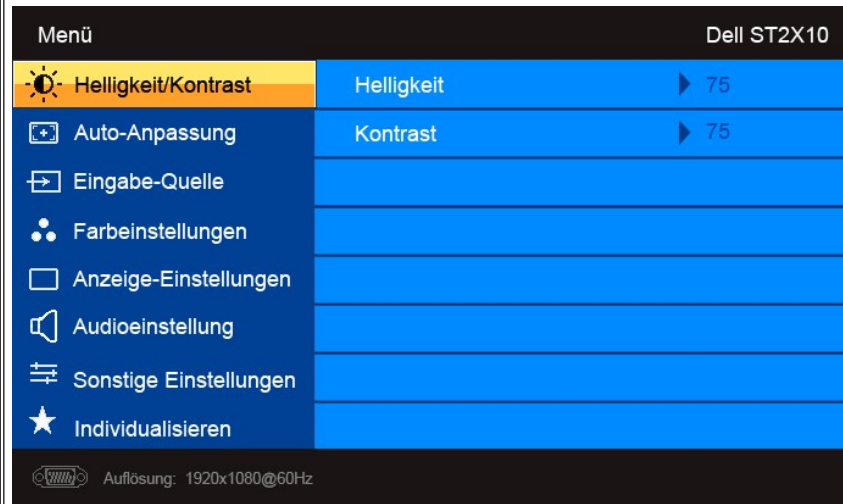 Menü Dell ST2X10
Helligkeit/Kontrast Helligkeit 75
Auto-Anpassung Kontrast 75
Eingabe-Quelle
Farbeinstellungen
Anzeige-Einstellungen
Audioeinstellung
Sonstige Einstellungen
Individualisieren
Auflösung: 1920x1080@60Hz